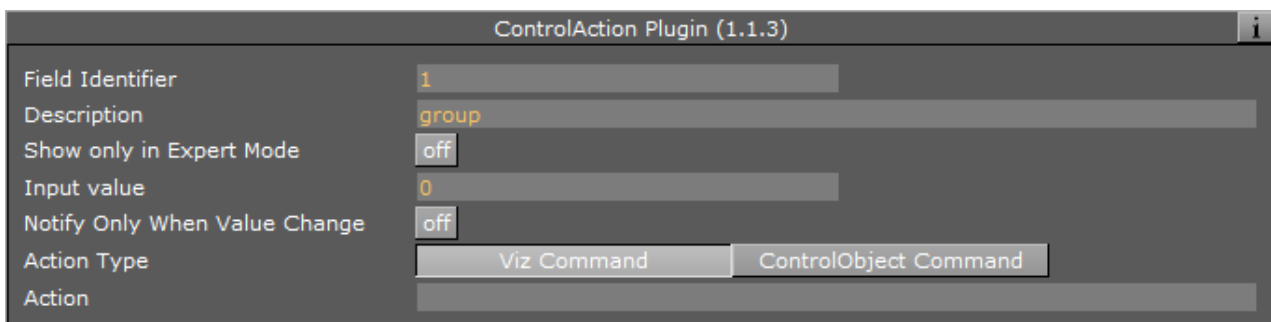 ControlAction Plugin (1.1.3) i
Field Identifier 1
Description group
Show only in Expert Mode off
Input value 0
Notify Only When Value Change off
Action Type Viz Command ControlObject Command
Action